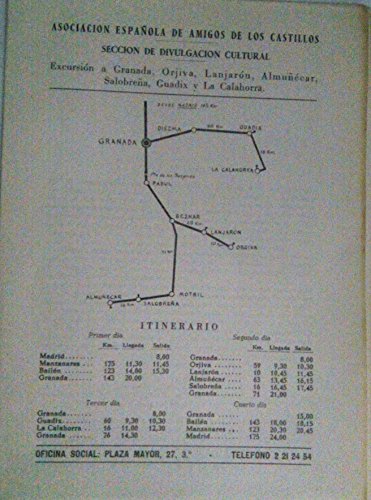 ASOCIACION ESPAÑOLA DE AMIGOS DE LOS CASTILLOS
SECCION DE DIVULGACION CULTURAL
Excursión a Granada, Orjiva, Lanjarón, Almuñécar,
Salobreña, Guadix y La Calahorra.
DESDE MADRID
DIEZMA
GUADIX
GRANADA
LA CALAHORRA
PADUL
BEZNAR
LANJARÓN
ORGIVA
MOTRIL
ALMUÑECAR
SALOBREÑA
ITINERARIO
Primer día
Km. Llegada Salida
Madrid 8,00
Manzanares 175 11,30 11,45
Bailén 123 14,00 15,30
Granada 143 20,00
Segundo día
Km. Llegada Salida
Granada 8,00
Orjiva 59 9,30 10,30
Lanjarón 10 10,45 11,45
Almuñécar 63 13,45 16,15
Salobreña 16 16,45 17,45
Granada 71 21,00
Tercer día
Granada 8,00
Guadix 60 9,30 10,30
La Calahorra 16 11,00 12,30
Granada 76 14,30
Cuarto día
Granada 15,00
Bailén 143 18,00 18,15
Manzanares 123 20,30 20,45
Madrid 175 24,00
OFICINA SOCIAL: PLAZA MAYOR, 27, 3.° - TELEFONO 2 21 24 54